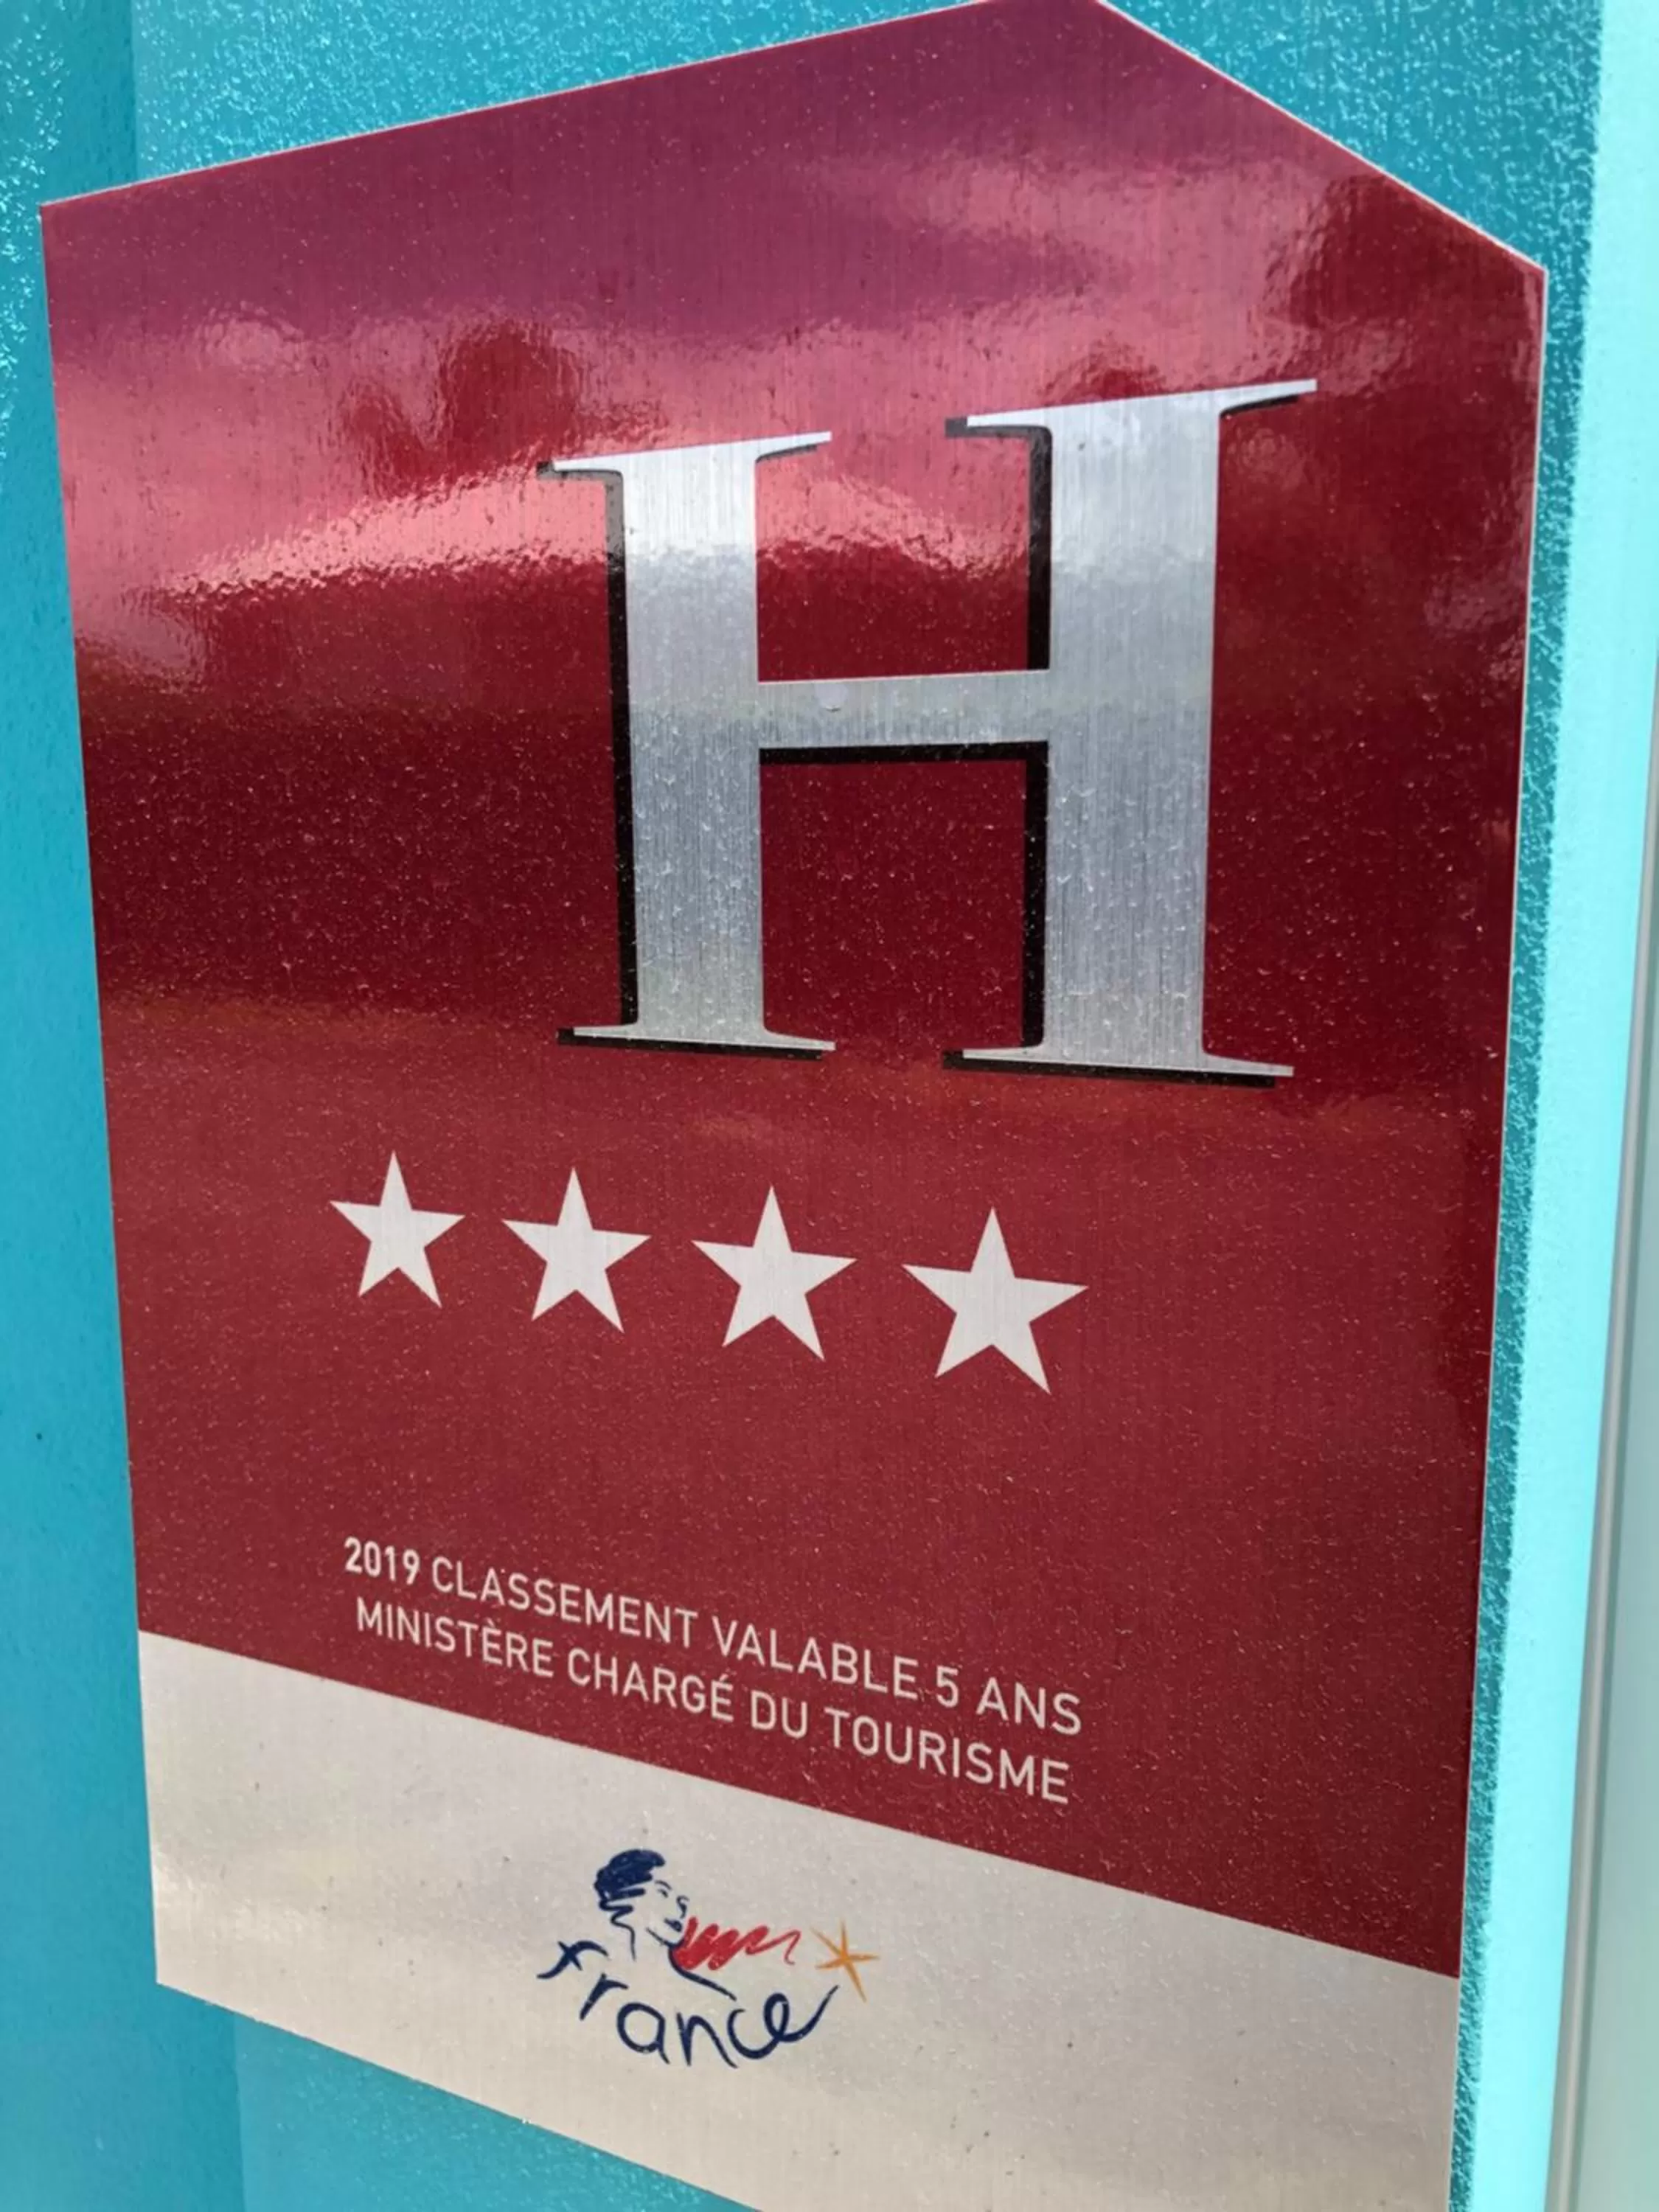 H
2019 CLASSEMENT VALABLE 5 ANS
MINISTÈRE CHARGÉ DU TOURISME
france